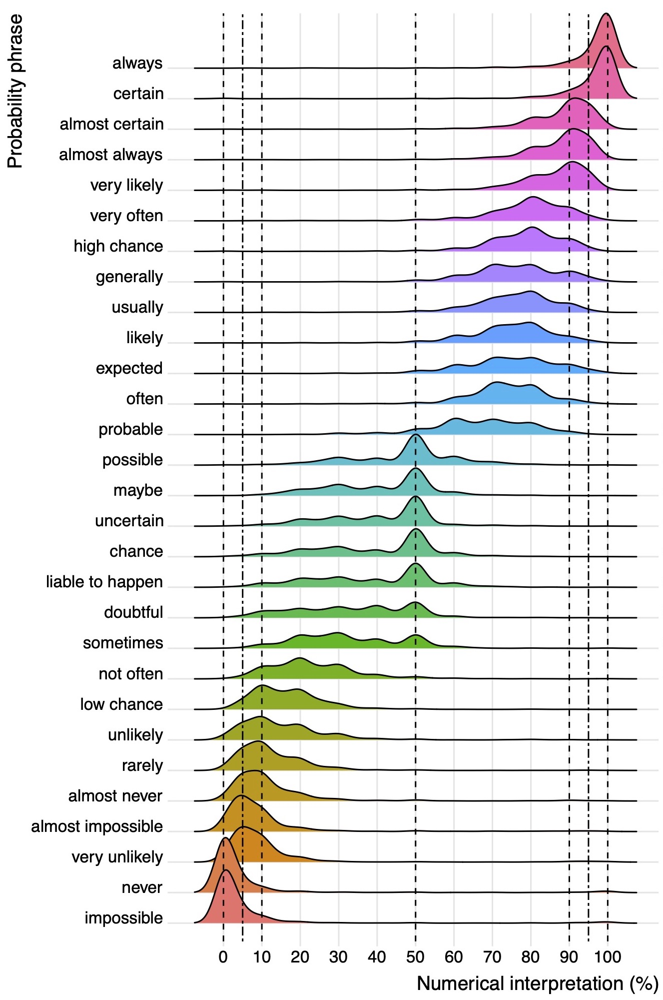 Probability phrase
always
certain
almost certain
almost always
very likely
very often
high chance
generally
usually
likely
expected
often
probable
possible
maybe
uncertain
chance
liable to happen
doubtful
sometimes
not often
low chance
unlikely
rarely
almost never
almost impossible
very unlikely
never
impossible
0 10 20 30 40 50 60 70 80 90 100
Numerical interpretation (%)